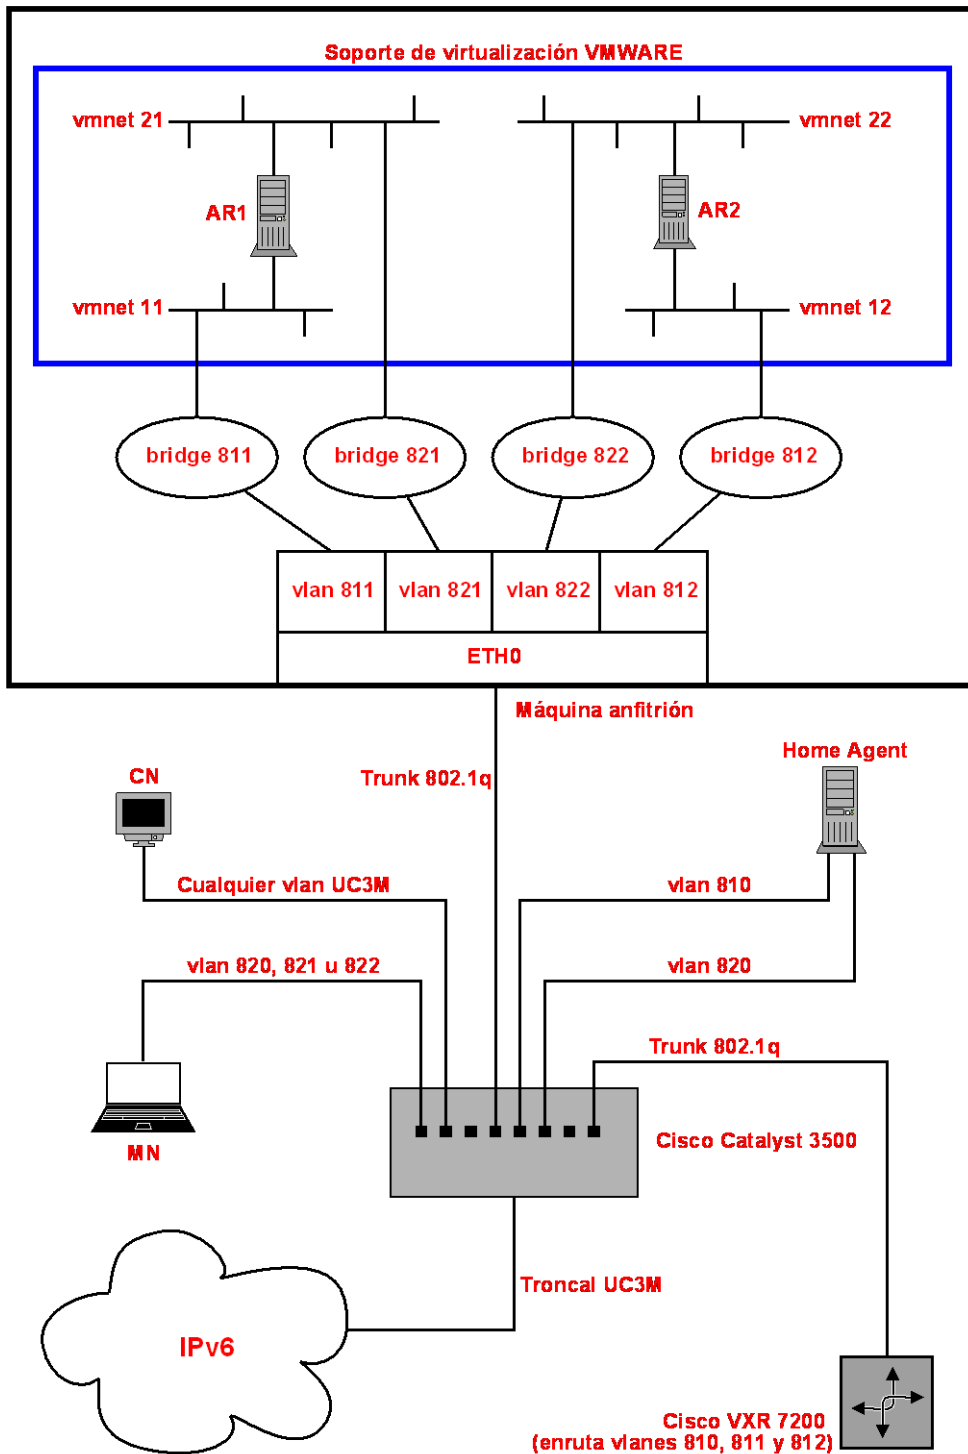 Soporte de virtualización VMWARE
vmnet 21
vmnet 22
AR1
AR2
vmnet 11
vmnet 12
bridge 811
bridge 821
bridge 822
bridge 812
vlan 811
vlan 821
vlan 822
vlan 812
ETH0
Máquina anfitrión
Home Agent
CN
Trunk 802.1q
Cualquier vlan UC3M
vlan 810
vlan 820, 821 u 822
vlan 820
Trunk 802.1q
MN
Cisco Catalyst 3500
Troncal UC3M
IPv6
Cisco VXR 7200
(enruta vlanes 810, 811 y 812)